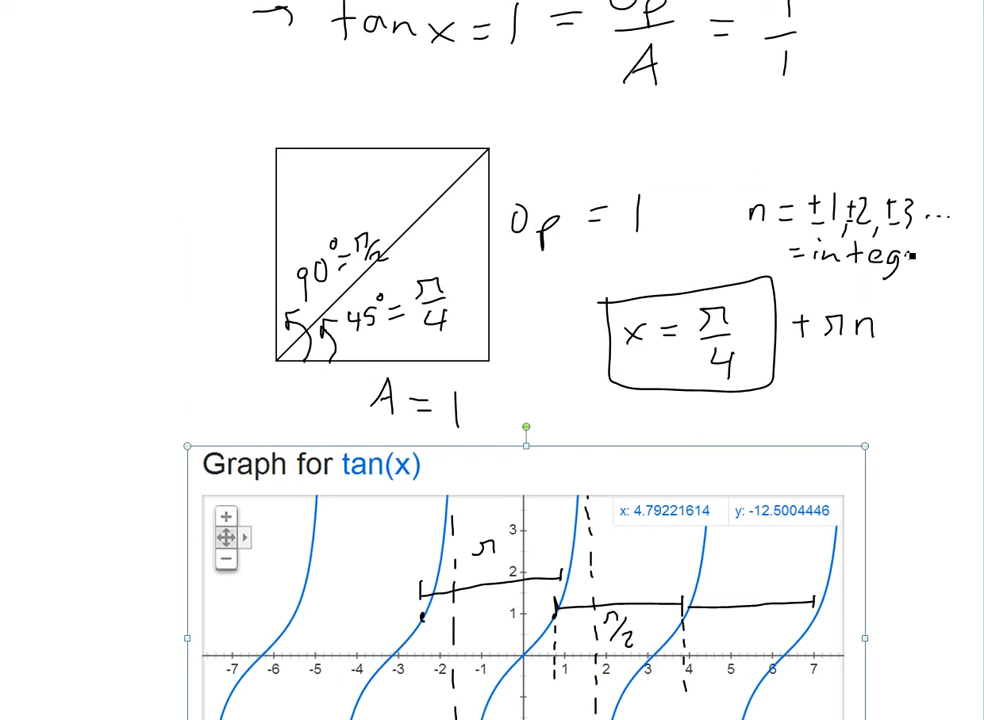 → tan x = 1 = Op/A = 1/1
90° = π/2
45° = π/4
Op = 1
A = 1
n = ±1, ±2, ±3 ...
= integ
x = π/4 + πn
Graph for tan(x)
x: 4.79221614 y: -12.5004446
π
3
2
1
π/2
-7 -6 -5 -4 -3 -2 -1 1 2 3 4 5 6 7